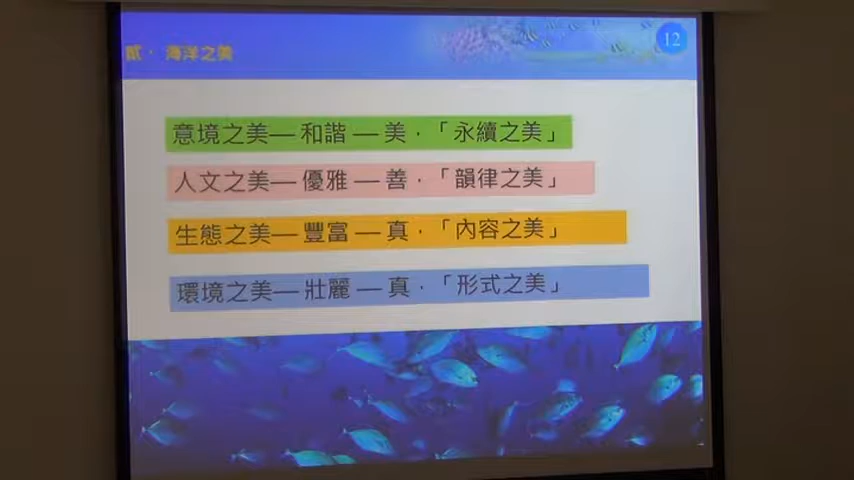 貳． 海洋之美
12
意境之美—和諧 — 美．「永續之美」
人文之美—優雅 — 善．「韻律之美」
生態之美—豐富 — 真．「內容之美」
環境之美—壯麗 — 真．「形式之美」